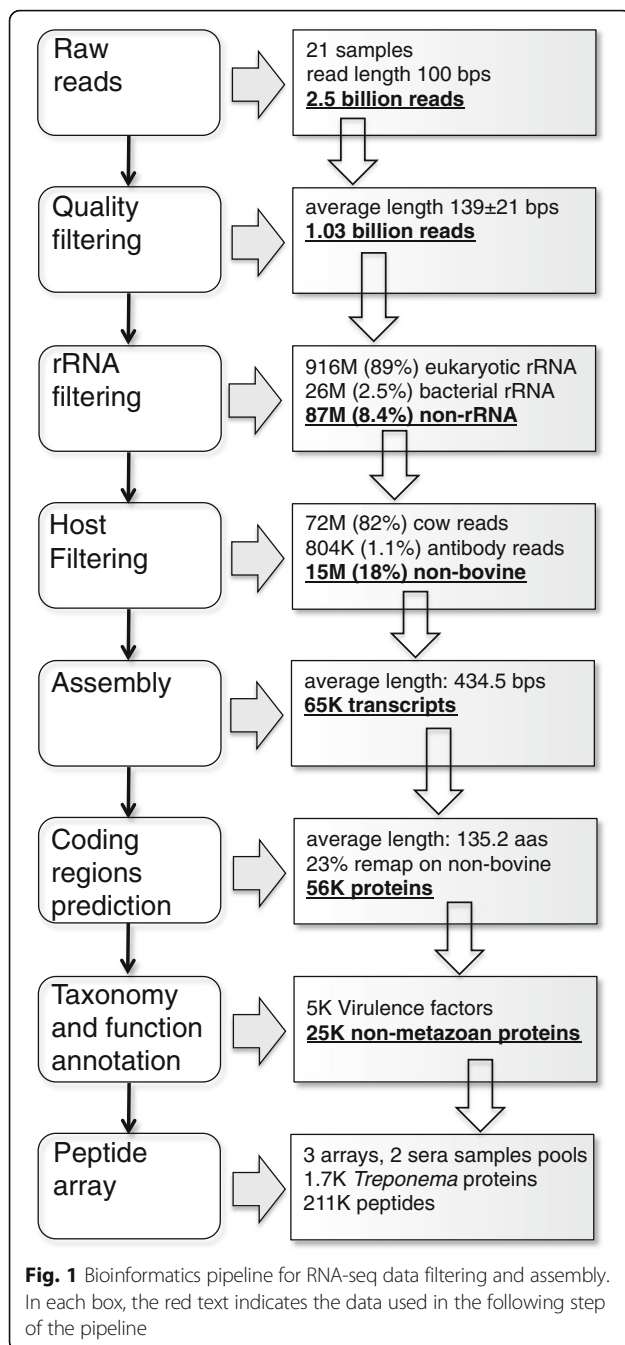 Raw
reads
21 samples
read length 100 bps
2.5 billion reads
Quality
filtering
average length 139±21 bps
1.03 billion reads
rRNA
filtering
916M (89%) eukaryotic rRNA
26M (2.5%) bacterial rRNA
87M (8.4%) non-rRNA
Host
Filtering
72M (82%) cow reads
804K (1.1%) antibody reads
15M (18%) non-bovine
Assembly
average length: 434.5 bps
65K transcripts
Coding
regions
prediction
average length: 135.2 aas
23% remap on non-bovine
56K proteins
Taxonomy
and function
annotation
5K Virulence factors
25K non-metazoan proteins
Peptide
array
3 arrays, 2 sera samples pools
1.7K Treponema proteins
211K peptides
Fig. 1 Bioinformatics pipeline for RNA-seq data filtering and assembly.
In each box, the red text indicates the data used in the following step
of the pipeline